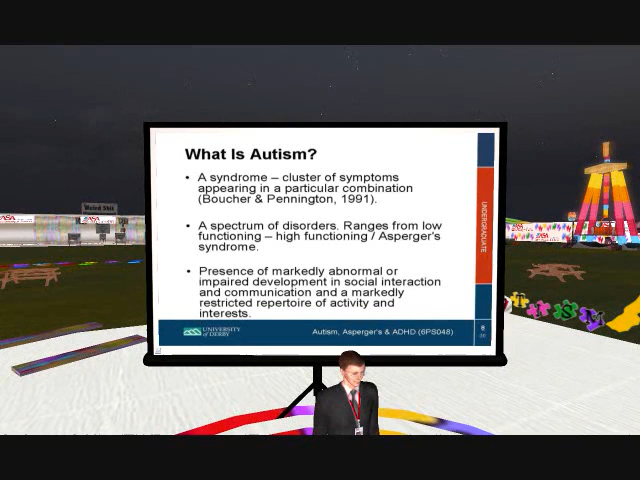 What Is Autism?
• A syndrome – cluster of symptoms
appearing in a particular combination
(Boucher & Pennington, 1991).
• A spectrum of disorders. Ranges from low
functioning – high functioning / Asperger's
syndrome.
• Presence of markedly abnormal or
impaired development in social interaction
and communication and a markedly
restricted repertoire of activity and
interests.
UNDERGRADUATE
UNIVERSITY
of DERBY
Autism, Asperger's & ADHD (6PS048)
Weird Shit